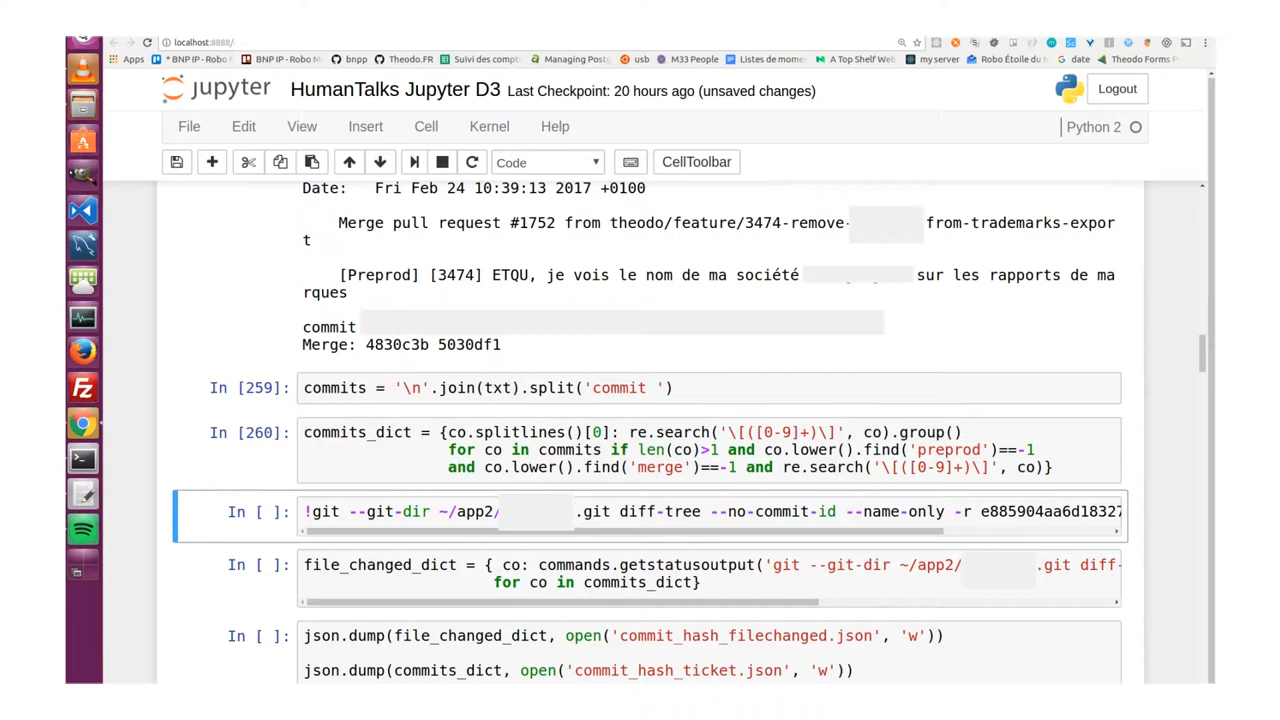 localhost:8888/
Apps * BNP IP - Robo M BNP IP - Robo M bnpp Theodo.FR Suivi des compt Managing Postg usb M33 People Listes de mome A Top Shelf Web my server Robo Étoile du date Theodo Forms P
jupyter HumanTalks Jupyter D3 Last Checkpoint: 20 hours ago (unsaved changes) Logout
File Edit View Insert Cell Kernel Help Python 2
Code CellToolbar
Date: Fri Feb 24 10:39:13 2017 +0100
Merge pull request #1752 from theodo/feature/3474-remove- from-trademarks-expor
t
[Preprod] [3474] ETQU, je vois le nom de ma société sur les rapports de ma
rques
commit
Merge: 4830c3b 5030df1
In [259]: commits = '\n'.join(txt).split('commit ')
In [260]: commits_dict = {co.splitlines()[0]: re.search('\[([0-9]+)\]', co).group()
for co in commits if len(co)>1 and co.lower().find('preprod')==-1
and co.lower().find('merge')==-1 and re.search('\[([0-9]+)\]', co)}
In [ ]: !git --git-dir ~/app2/ .git diff-tree --no-commit-id --name-only -r e885904aa6d18327
In [ ]: file_changed_dict = { co: commands.getstatusoutput('git --git-dir ~/app2/ .git diff-
for co in commits_dict}
In [ ]: json.dump(file_changed_dict, open('commit_hash_filechanged.json', 'w'))
json.dump(commits_dict, open('commit_hash_ticket.json', 'w'))